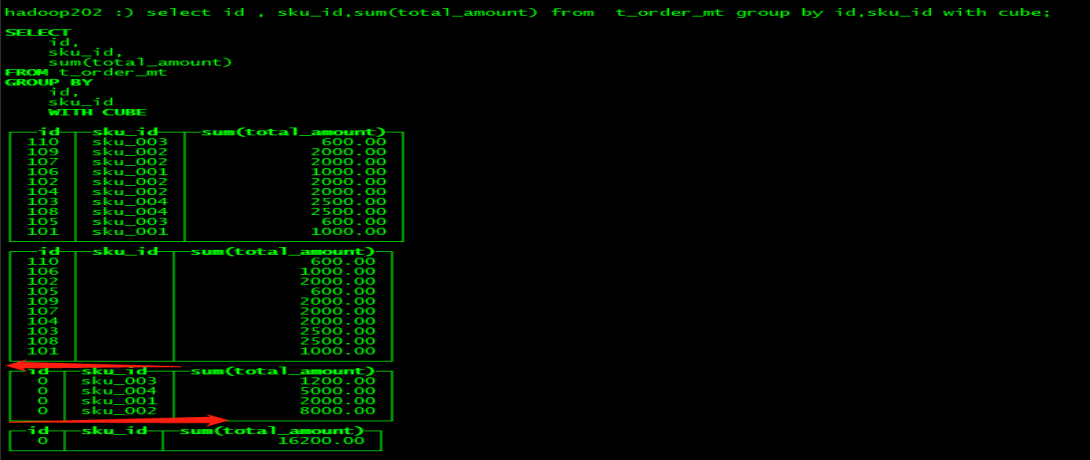 hadoop202 :) select id , sku_id,sum(total_amount) from  t_order_mt group by id,sku_id with cube;
SELECT
id,
sku_id,
sum(total_amount)
FROM t_order_mt
GROUP BY
id,
sku_id
WITH CUBE
id sku_id sum(total_amount)
110 sku_003 600.00
109 sku_002 2000.00
107 sku_002 2000.00
106 sku_001 1000.00
102 sku_002 2000.00
104 sku_002 2000.00
103 sku_004 2500.00
108 sku_004 2500.00
105 sku_003 600.00
101 sku_001 1000.00
id sku_id sum(total_amount)
110 600.00
106 1000.00
102 2000.00
105 600.00
109 2000.00
107 2000.00
104 2000.00
103 2500.00
108 2500.00
101 1000.00
id sku_id sum(total_amount)
0 sku_003 1200.00
0 sku_004 5000.00
0 sku_001 2000.00
0 sku_002 8000.00
id sku_id sum(total_amount)
0 16200.00